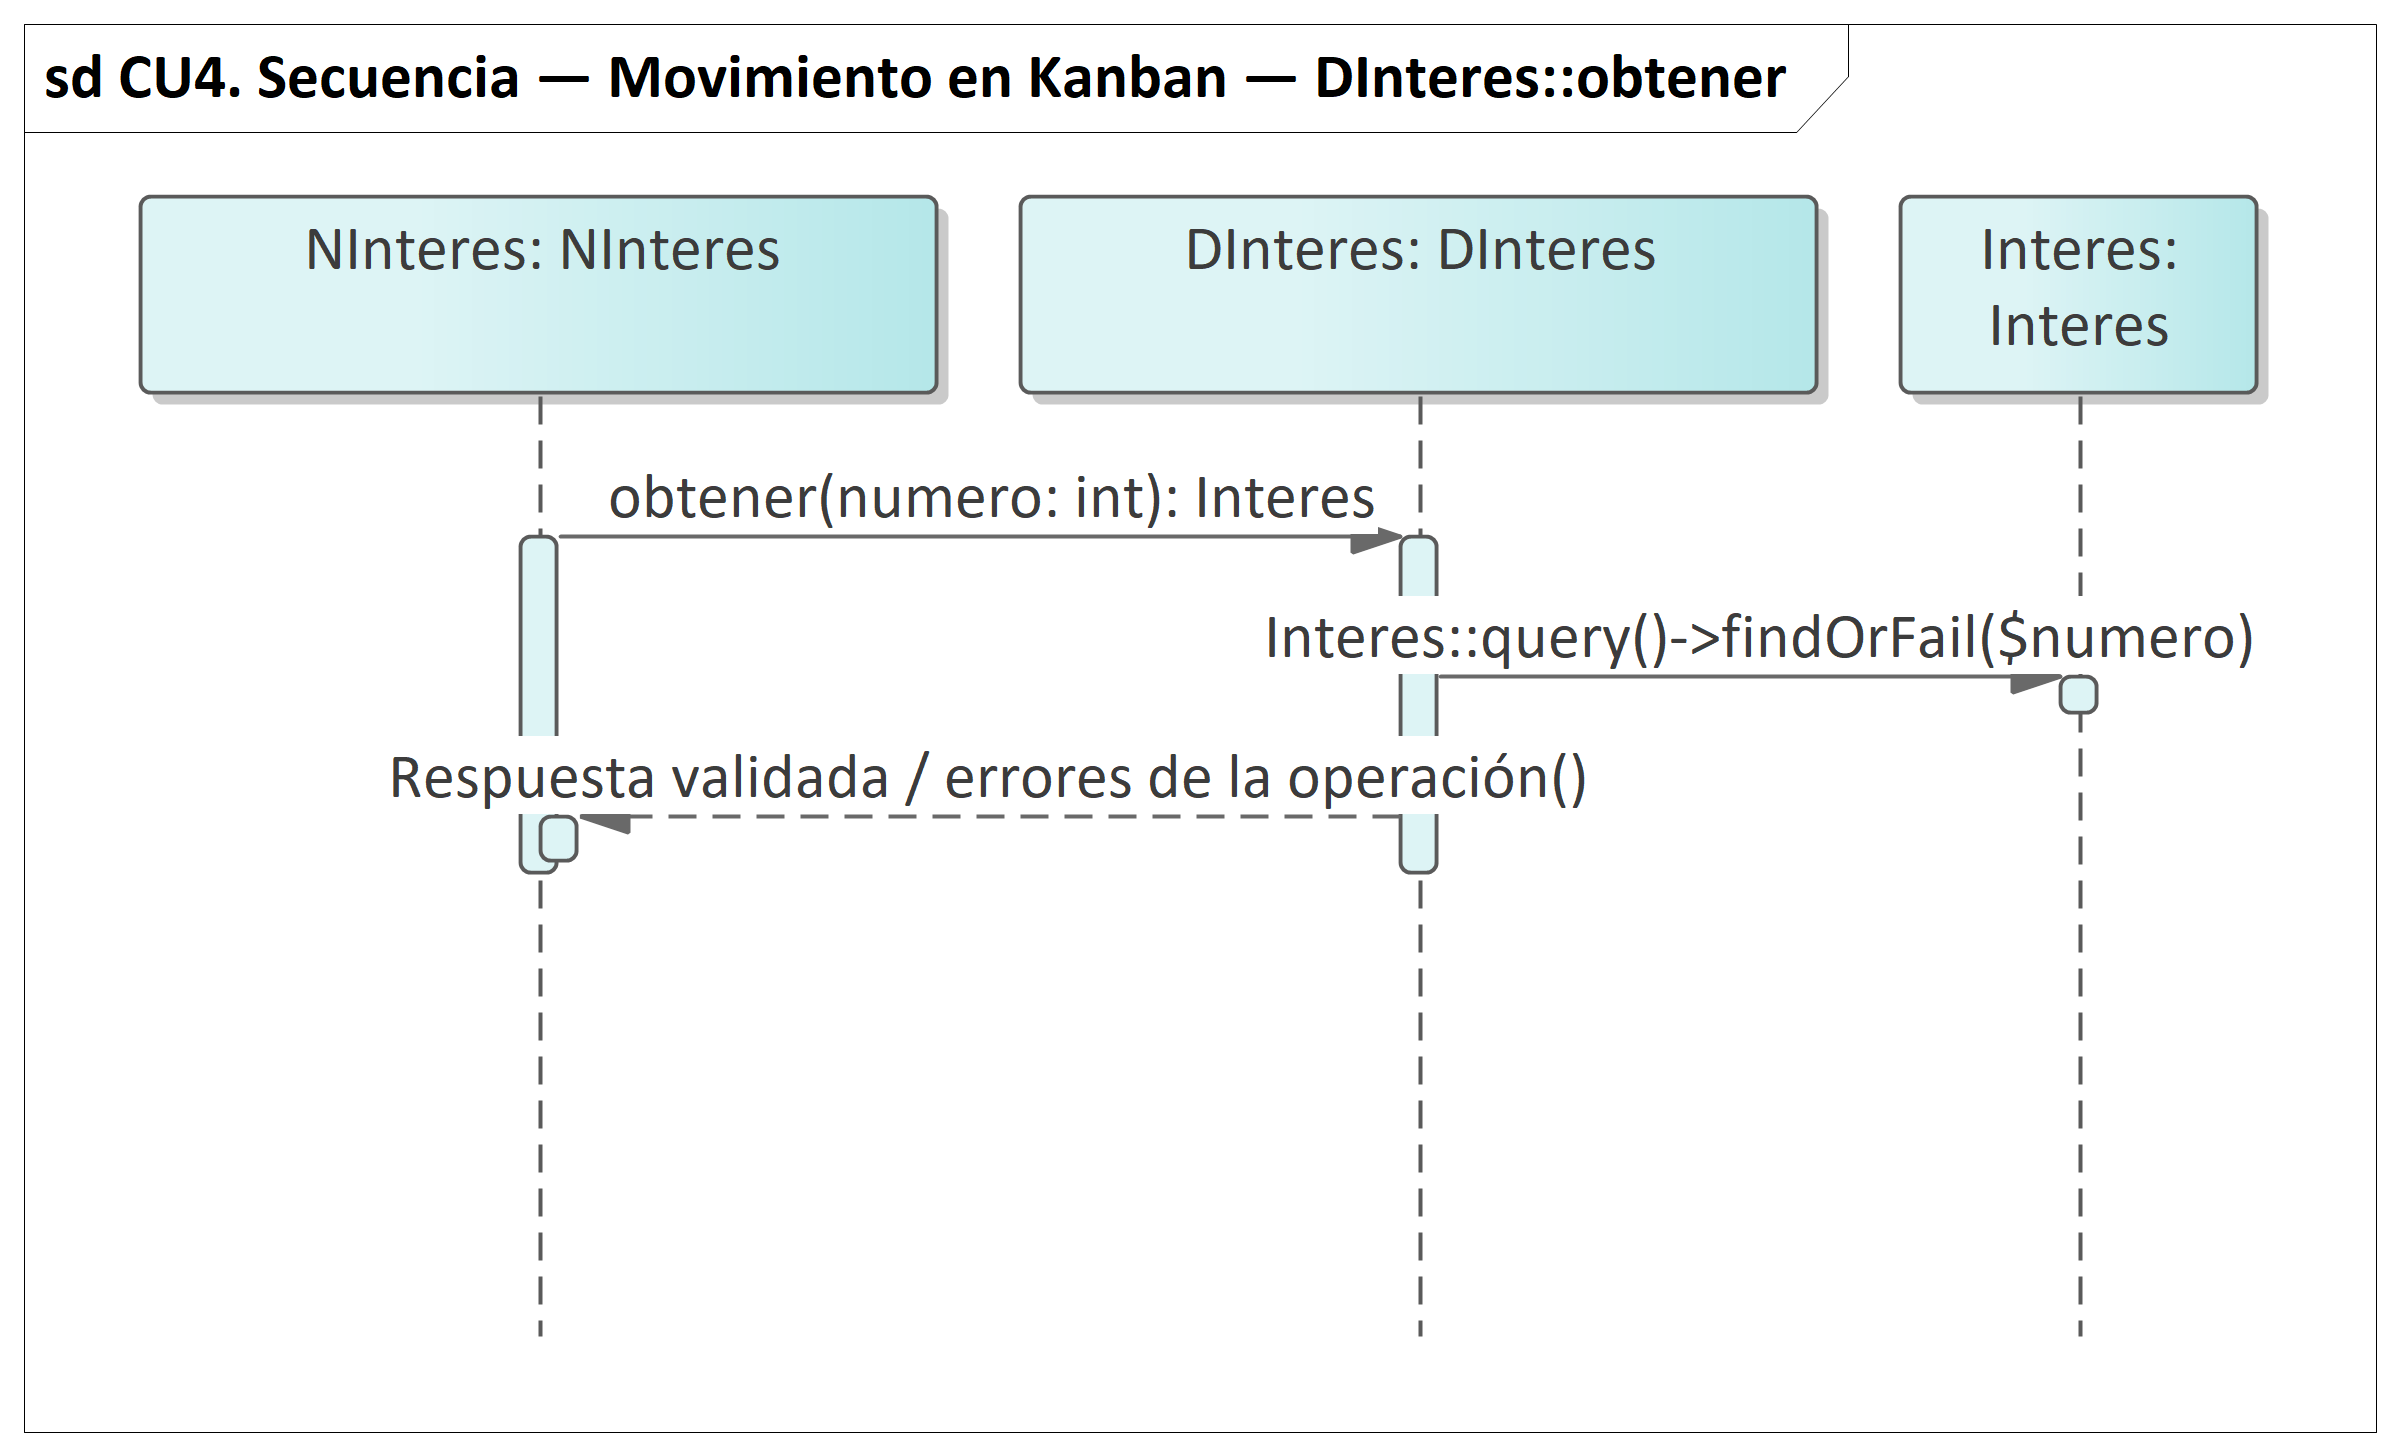 sd CU4. Secuencia — Movimiento en Kanban — DInteres::obtener
NInteres: NInteres
DInteres: DInteres
Interes:
Interes
obtener(numero: int): Interes
Interes::query()->findOrFail($numero)
Respuesta validada / errores de la operación()